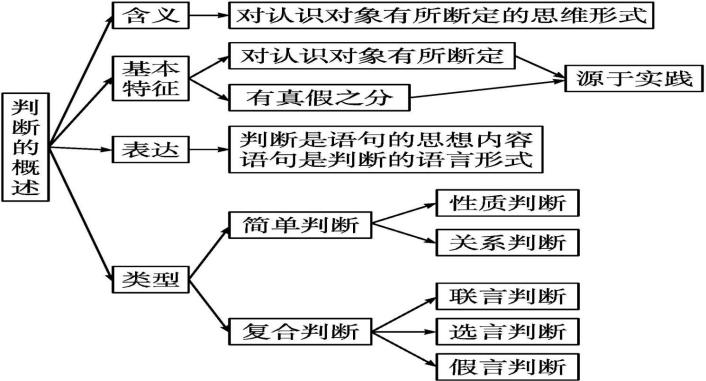 判断的概述
含义
对认识对象有所断定的思维形式
基本
特征
对认识对象有所断定
有真假之分
源于实践
表达
判断是语句的思想内容
语句是判断的语言形式
类型
简单判断
性质判断
关系判断
复合判断
联言判断
选言判断
假言判断